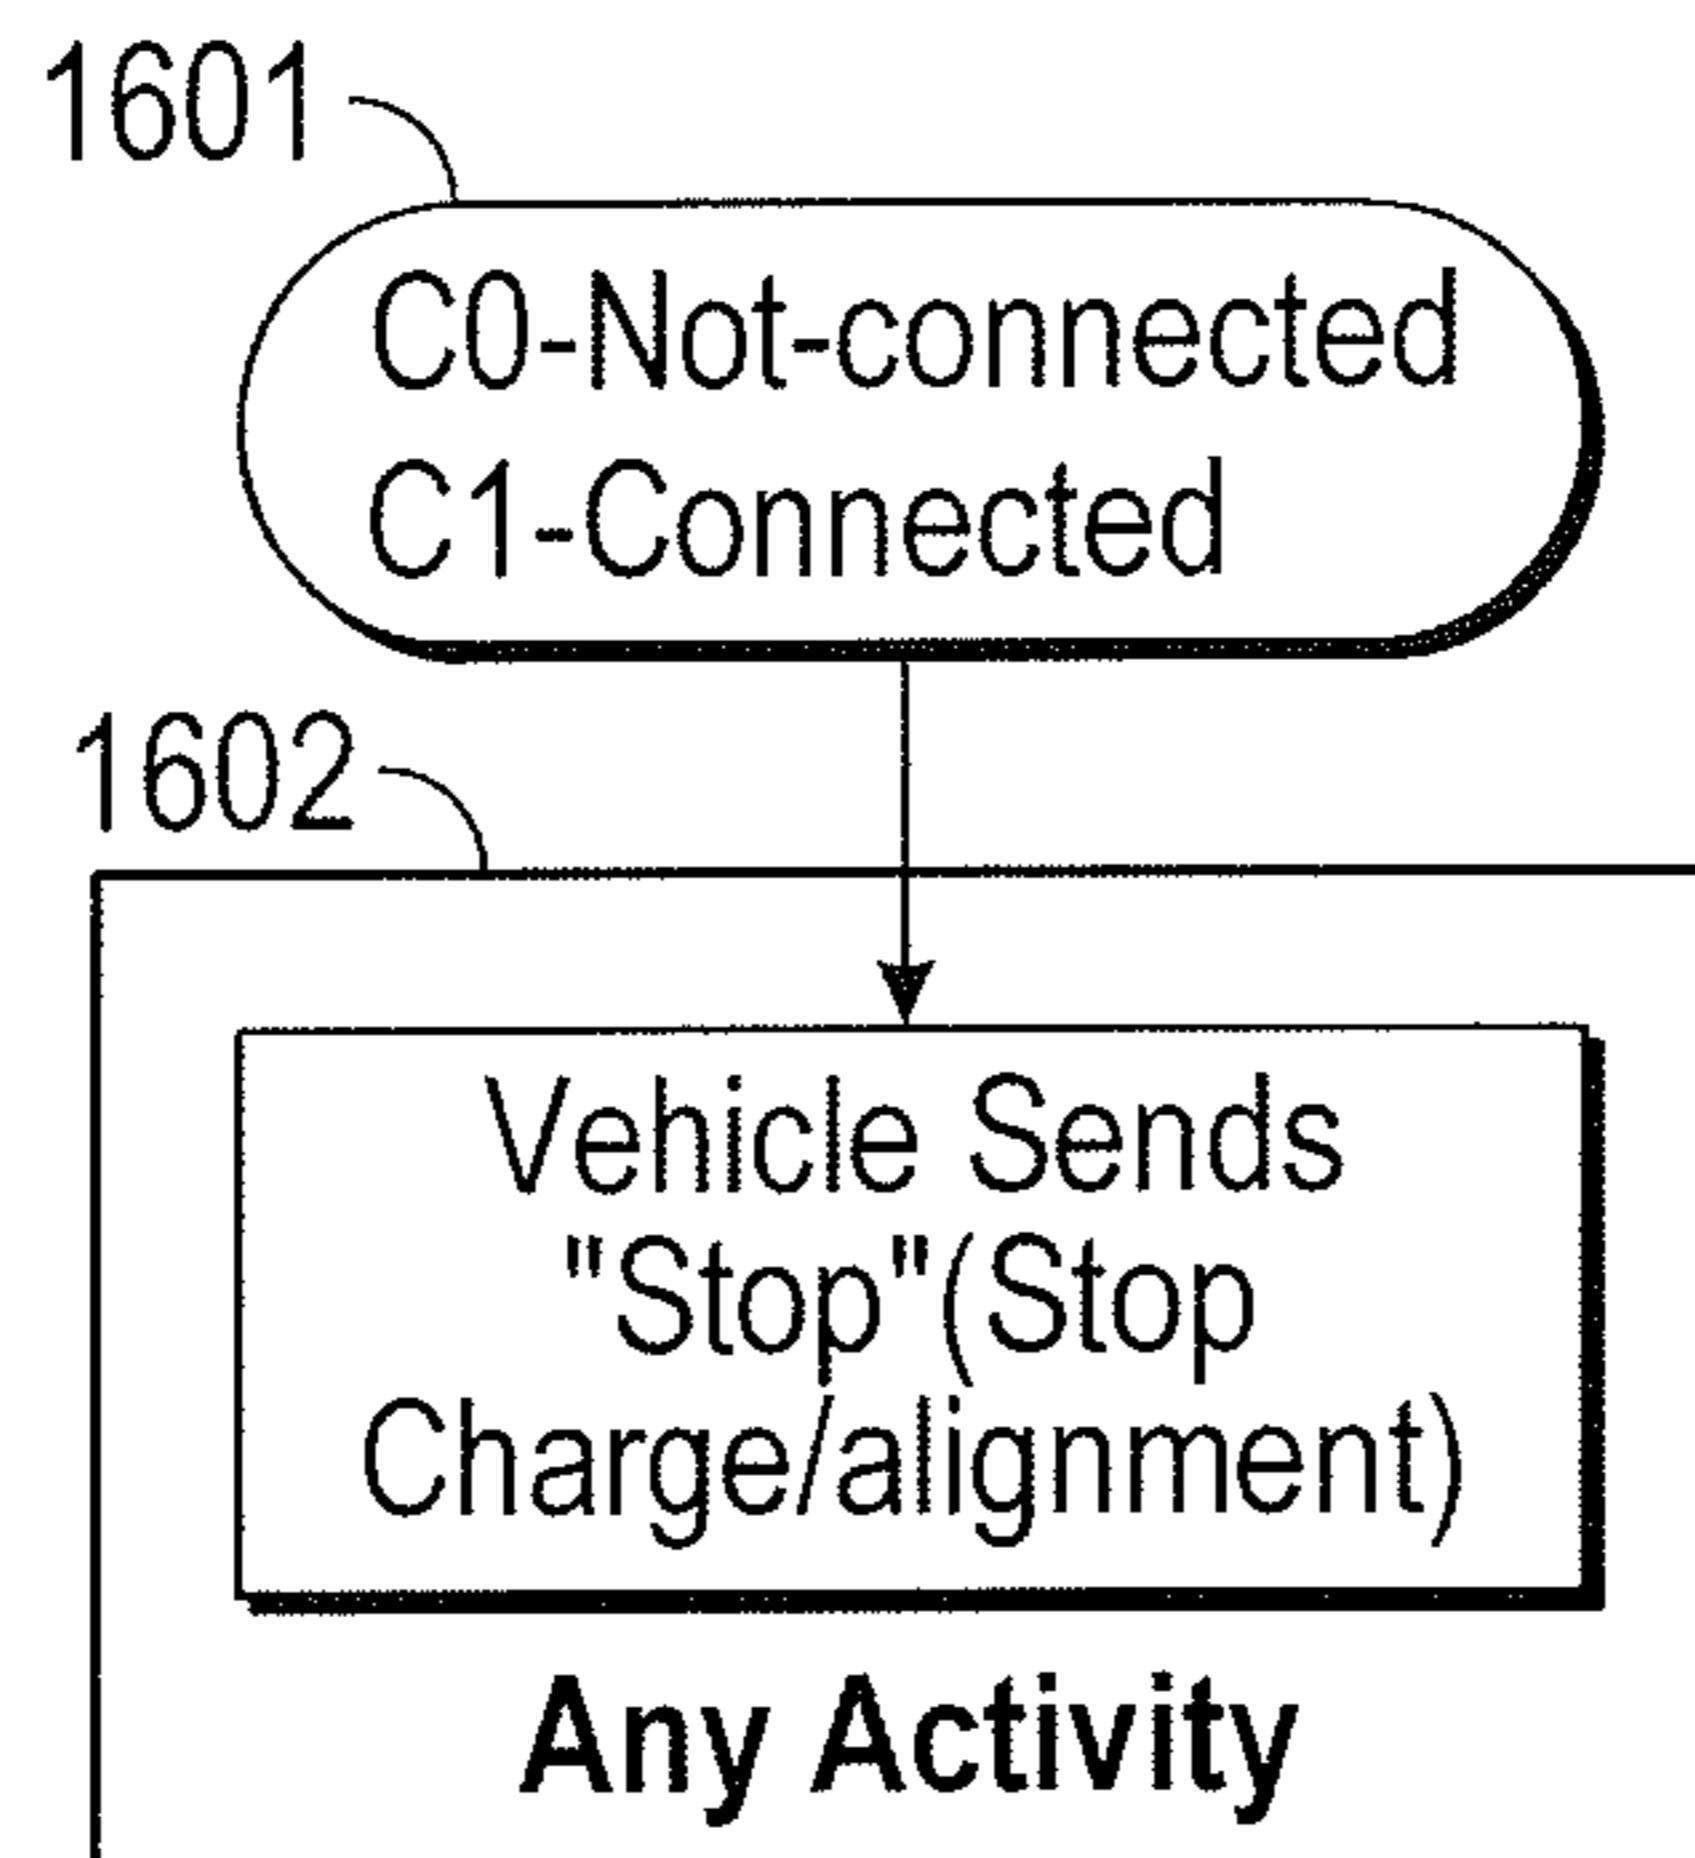 1601
C0-Not-connected
C1-Connected
1602
Vehicle Sends
"Stop"(Stop
Charge/alignment)
Any Activity